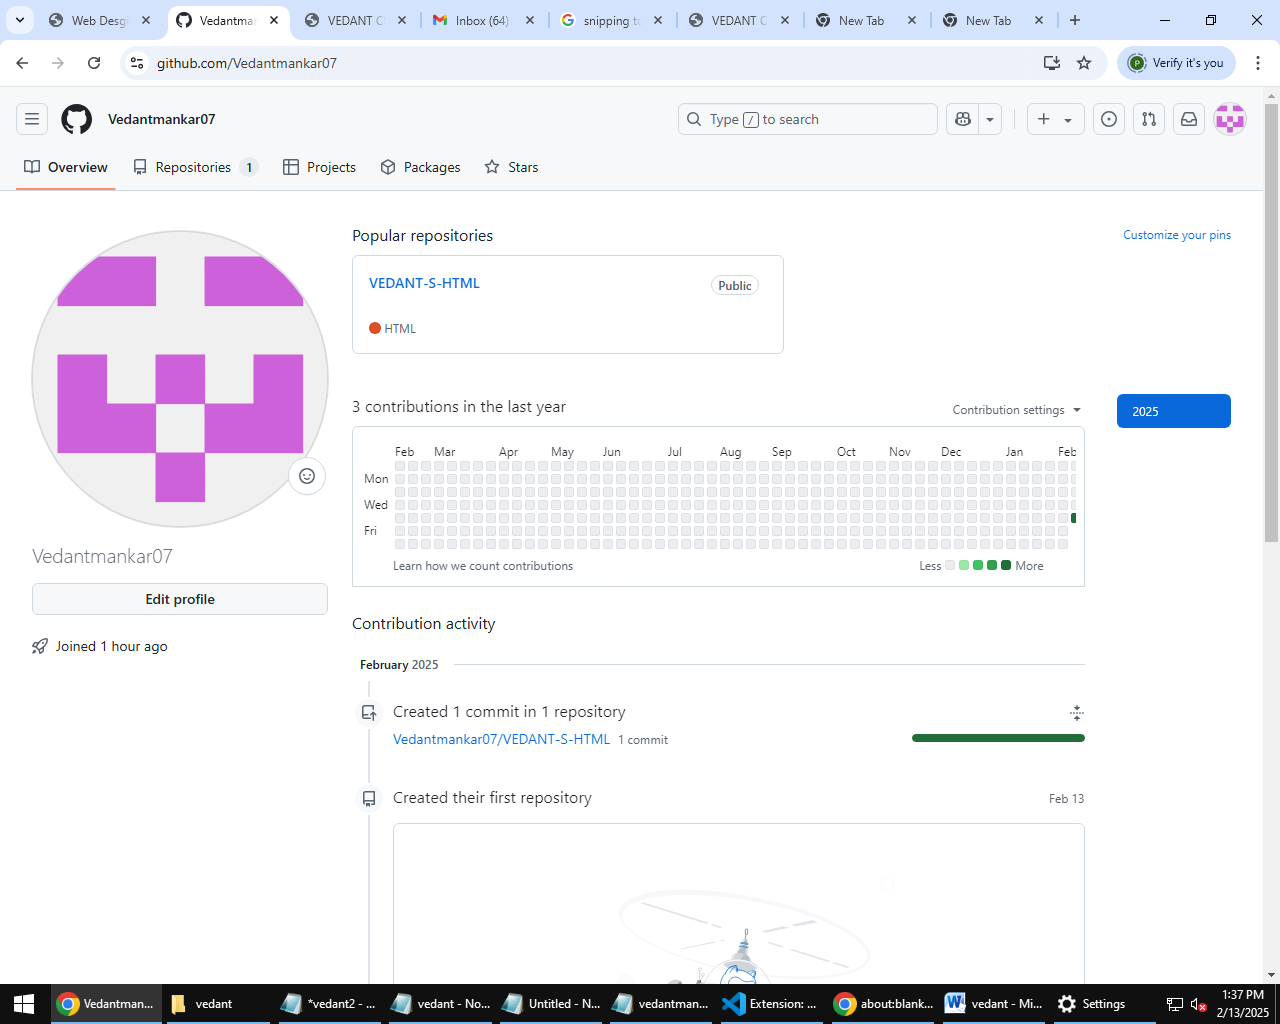 Web Desgi
Vedantman
VEDANT C
Inbox (64)
snipping to
VEDANT C
New Tab
New Tab
github.com/Vedantmankar07
P
Verify it's you
Vedantmankar07
Type / to search
Overview
Repositories 1
Projects
Packages
Stars
Popular repositories
Customize your pins
VEDANT-S-HTML
Public
HTML
3 contributions in the last year
Contribution settings
2025
Feb Mar Apr May Jun Jul Aug Sep Oct Nov Dec Jan Feb
Mon
Wed
Fri
Learn how we count contributions
Less
More
Vedantmankar07
Edit profile
Joined 1 hour ago
Contribution activity
February 2025
Created 1 commit in 1 repository
Vedantmankar07/VEDANT-S-HTML 1 commit
Created their first repository
Feb 13
Vedantman...
vedant
*vedant2 - ...
vedant - No...
Untitled - N...
vedantman...
Extension: ...
about:blank...
vedant - Mi...
Settings
1:37 PM
2/13/2025